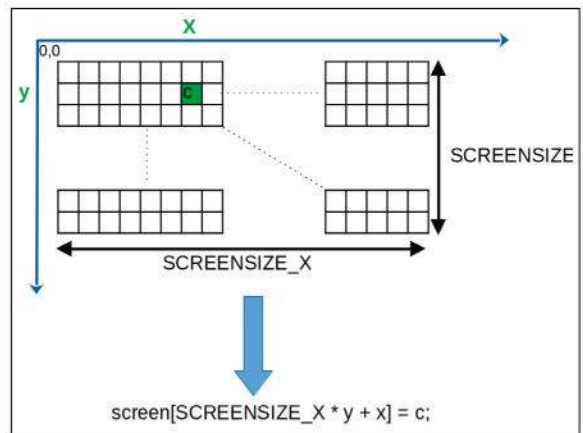 X
0,0
y
c
SCREENSIZE
SCREENSIZE_X
screen[SCREENSIZE_X * y + x] = c;